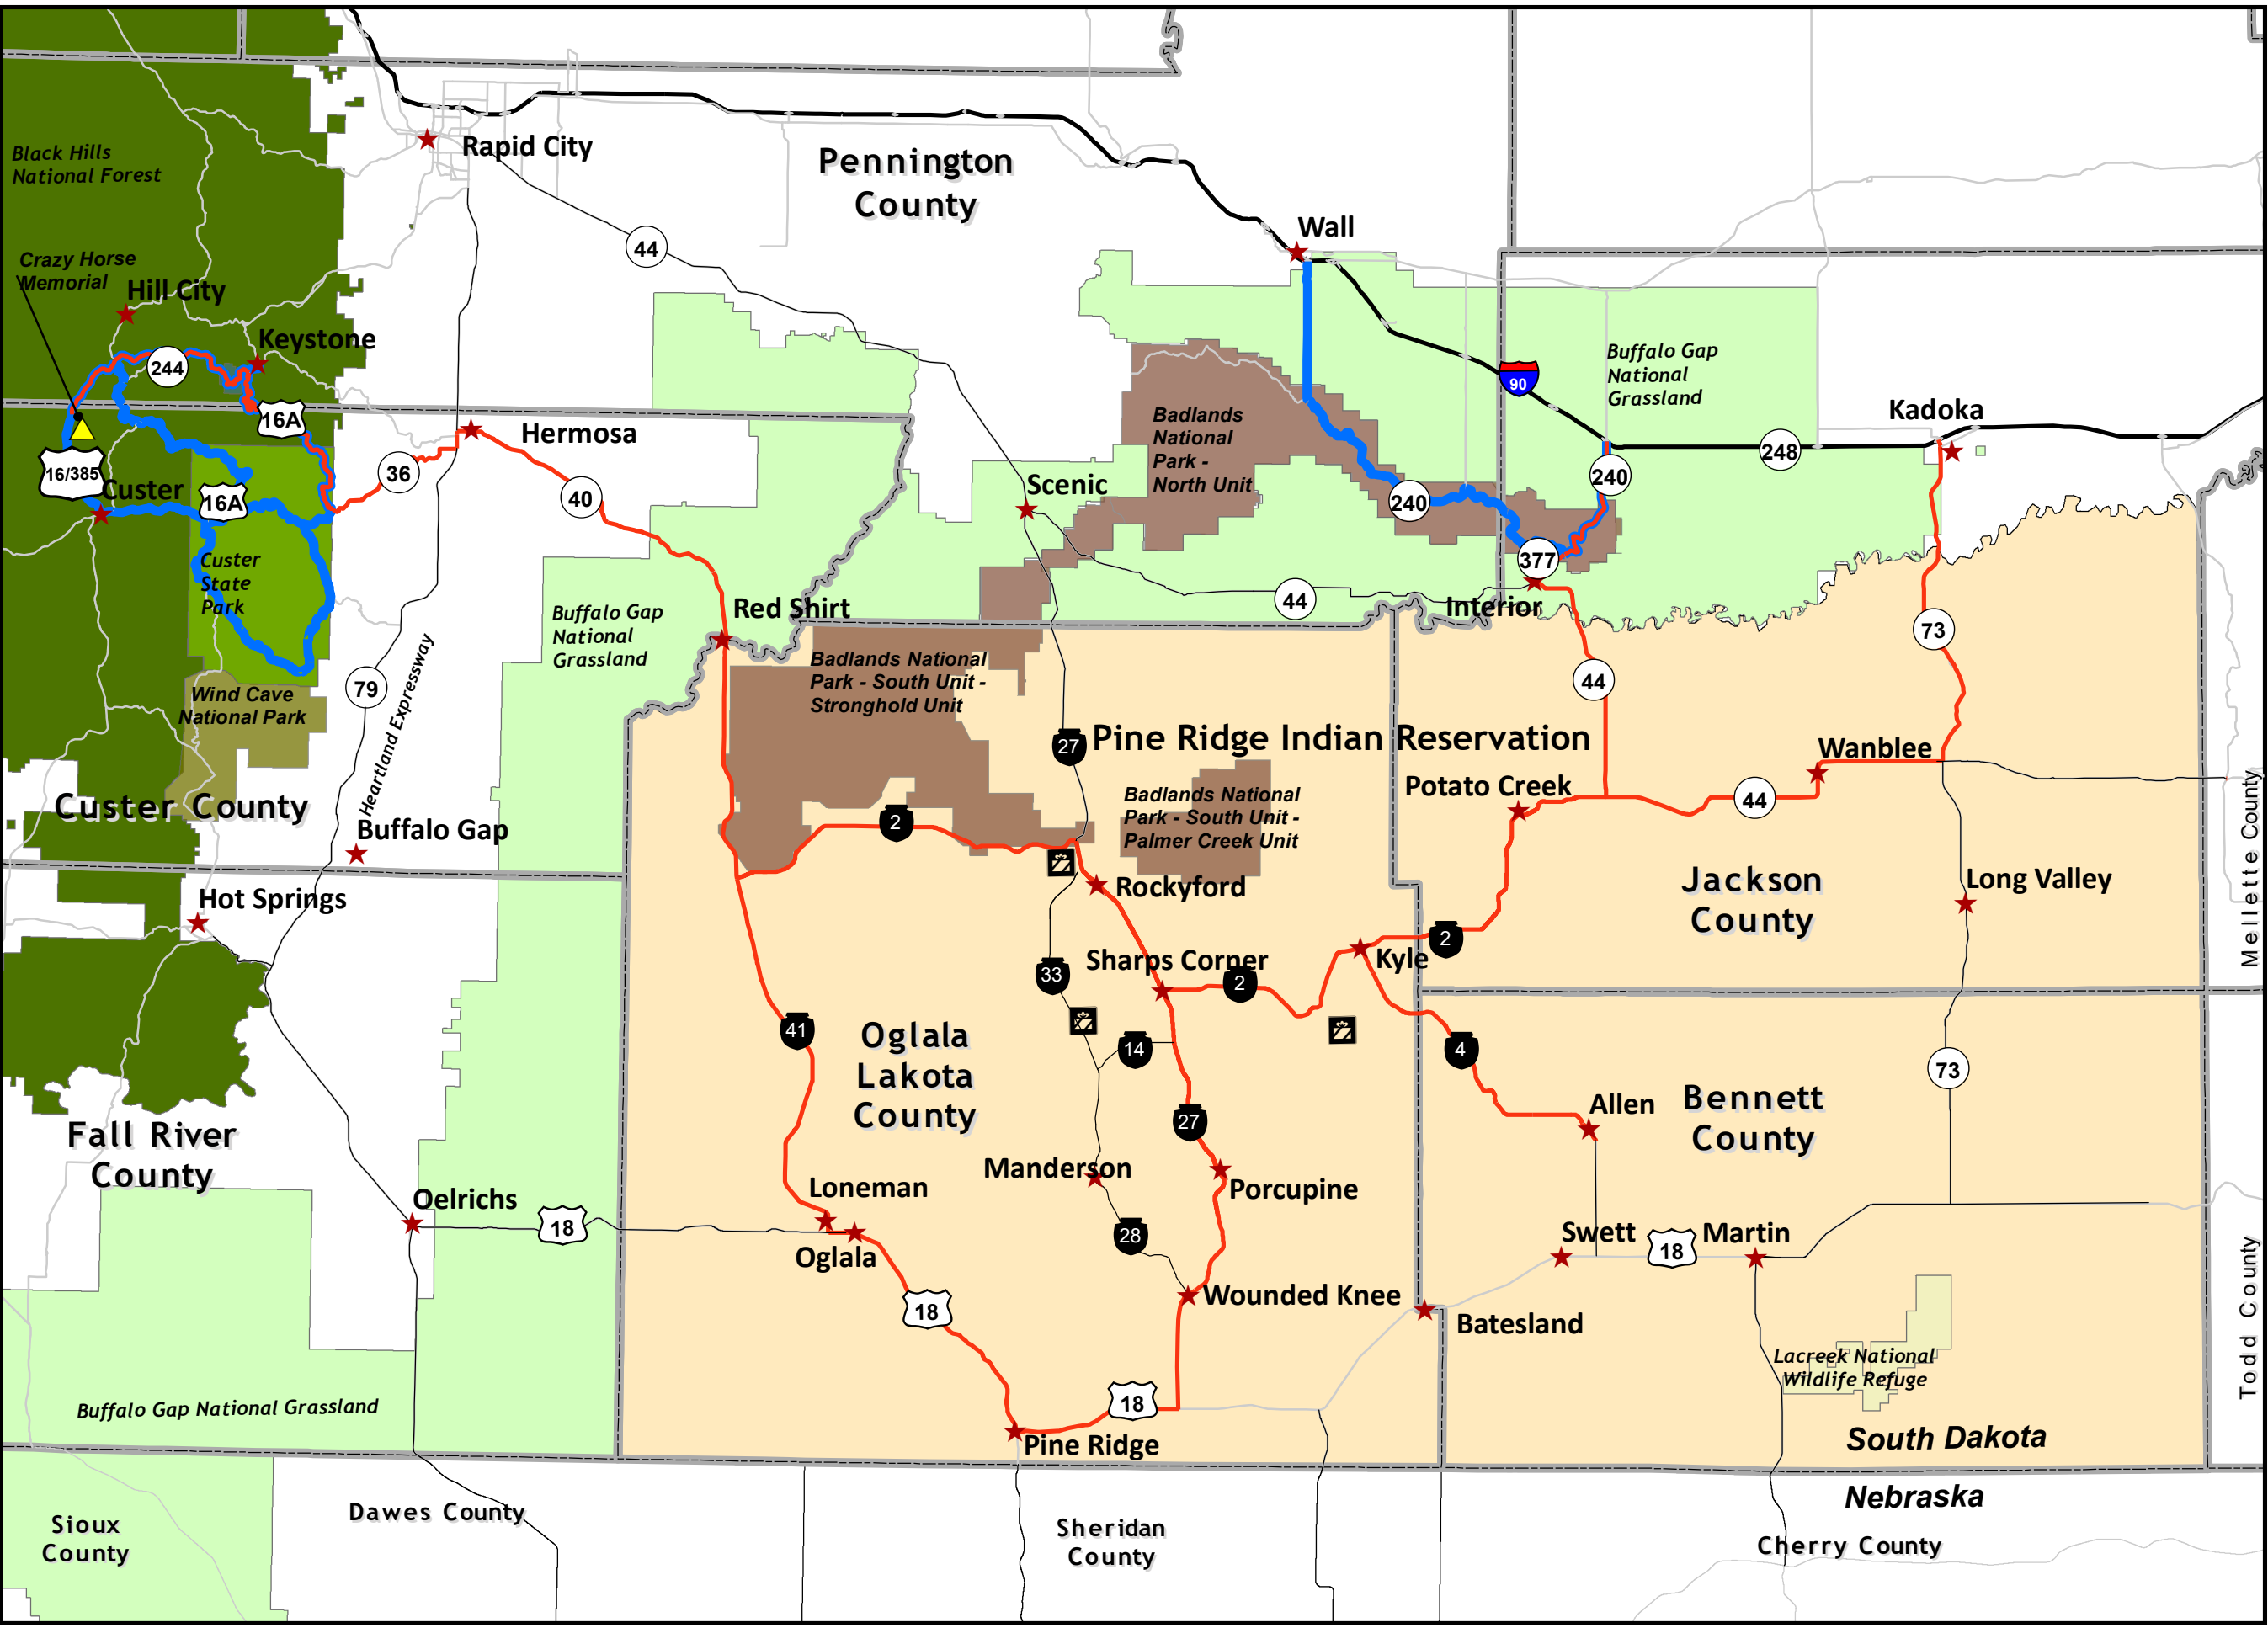 Black Hills
National Forest
Rapid City
Pennington
County
44
Wall
Crazy Horse
Memorial
Hill City
Keystone
244
16A
Buffalo Gap
National
Grassland
90
Badlands
National
Park -
North Unit
Kadoka
248
Hermosa
36
40
16/385
Custer
16A
Scenic
240
240
377
Custer
State
Park
44
Interior
Red Shirt
Buffalo Gap
National
Grassland
73
Badlands National
Park - South Unit -
Stronghold Unit
Wind Cave
National Park
79
Heartland Expressway
44
27
Pine Ridge Indian Reservation
Wanblee
Potato Creek
44
Custer County
Buffalo Gap
2
Badlands National
Park - South Unit -
Palmer Creek Unit
Mellette County
Rockyford
Jackson
County
Long Valley
Hot Springs
2
Kyle
Sharps Corner
33
2
41
Oglala
Lakota
County
14
4
73
Fall River
County
27
Allen
Bennett
County
Manderson
Porcupine
Loneman
Oelrichs
18
Oglala
28
Swett
18
Martin
Todd County
18
Wounded Knee
Batesland
Lacreek National
Wildlife Refuge
Buffalo Gap National Grassland
18
Pine Ridge
South Dakota
Nebraska
Dawes County
Sioux
County
Sheridan
County
Cherry County